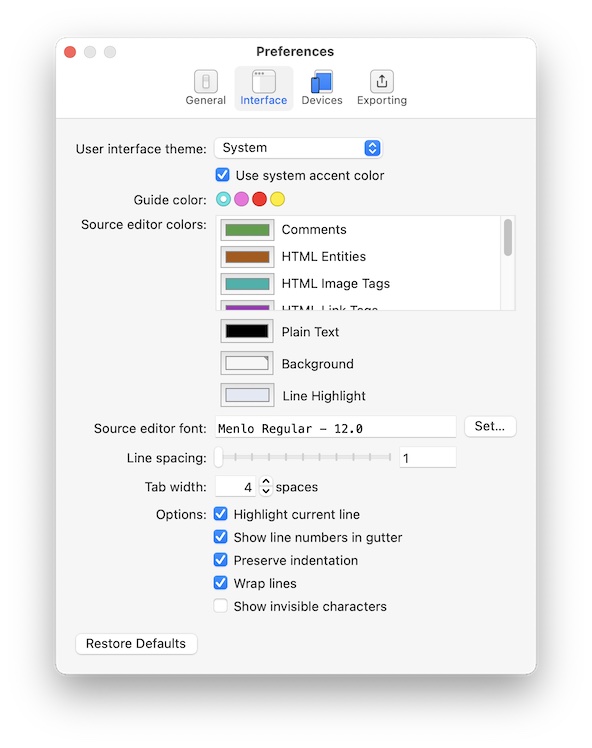 Preferences
General Interface Devices Exporting
User interface theme: System
Use system accent color
Guide color:
Source editor colors: Comments
HTML Entities
HTML Image Tags
HTML Link Tags
Plain Text
Background
Line Highlight
Source editor font: Menlo Regular – 12.0 Set...
Line spacing: 1
Tab width: 4 spaces
Options: Highlight current line
Show line numbers in gutter
Preserve indentation
Wrap lines
Show invisible characters
Restore Defaults